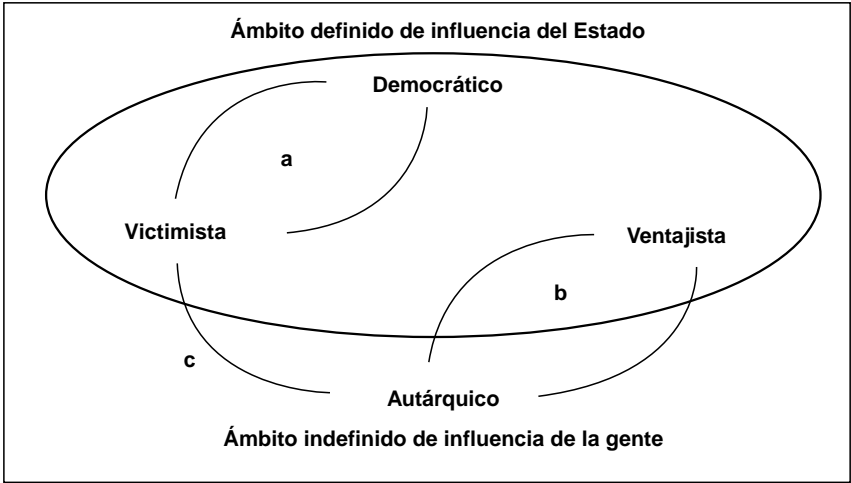 Ámbito definido de influencia del Estado
Democrático
a
Victimista
Ventajista
b
c
Autárquico
Ámbito indefinido de influencia de la gente